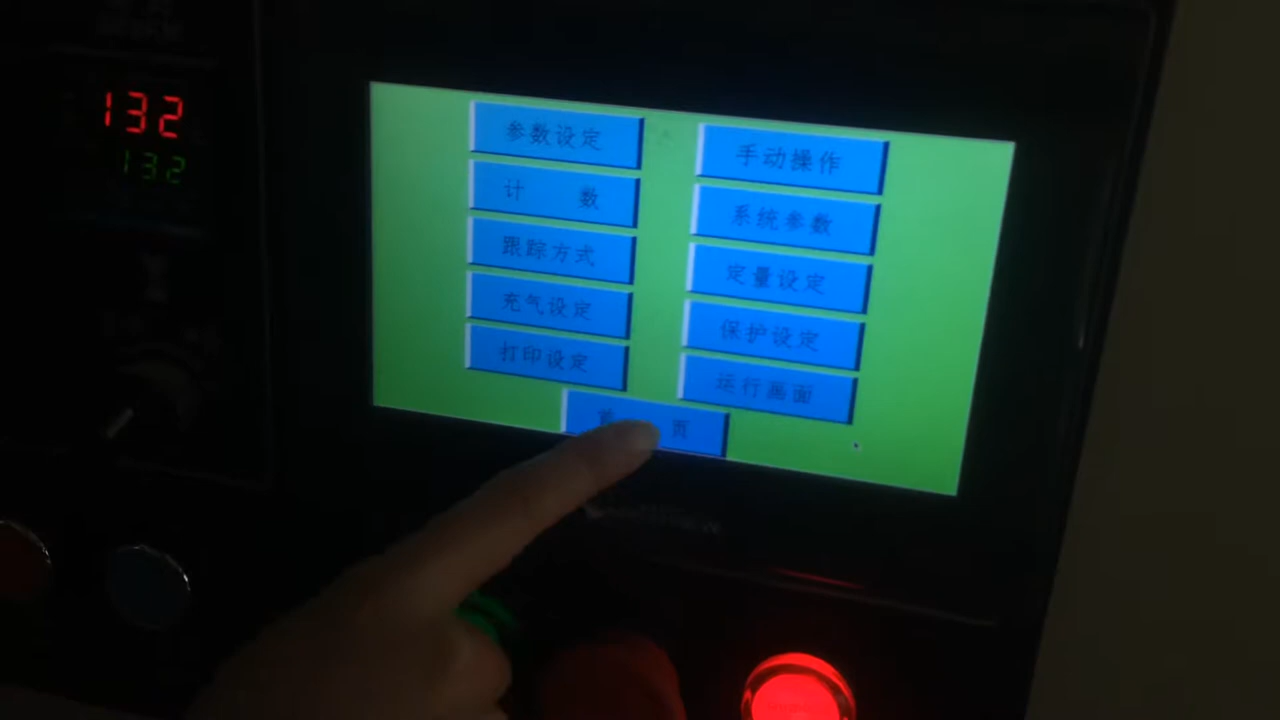 132
132
参数设定
手动操作
计 数
系统参数
跟踪方式
定量设定
充气设定
保护设定
打印设定
运行画面
首 页